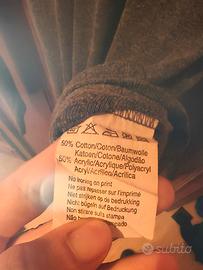 50% Cotton/Coton/Baumwolle
Katoen/Cotone/Algodão
50% Acrylic/Acrylique/Polyacryl
Acryl/Acrilico/Acrílica
No ironing on print
Ne pas repasser sur l'imprimé
Niet strijken op de bedrukking
Nicht bügeln auf Bedruckung
Non stirare sulla stampa
Não
subito